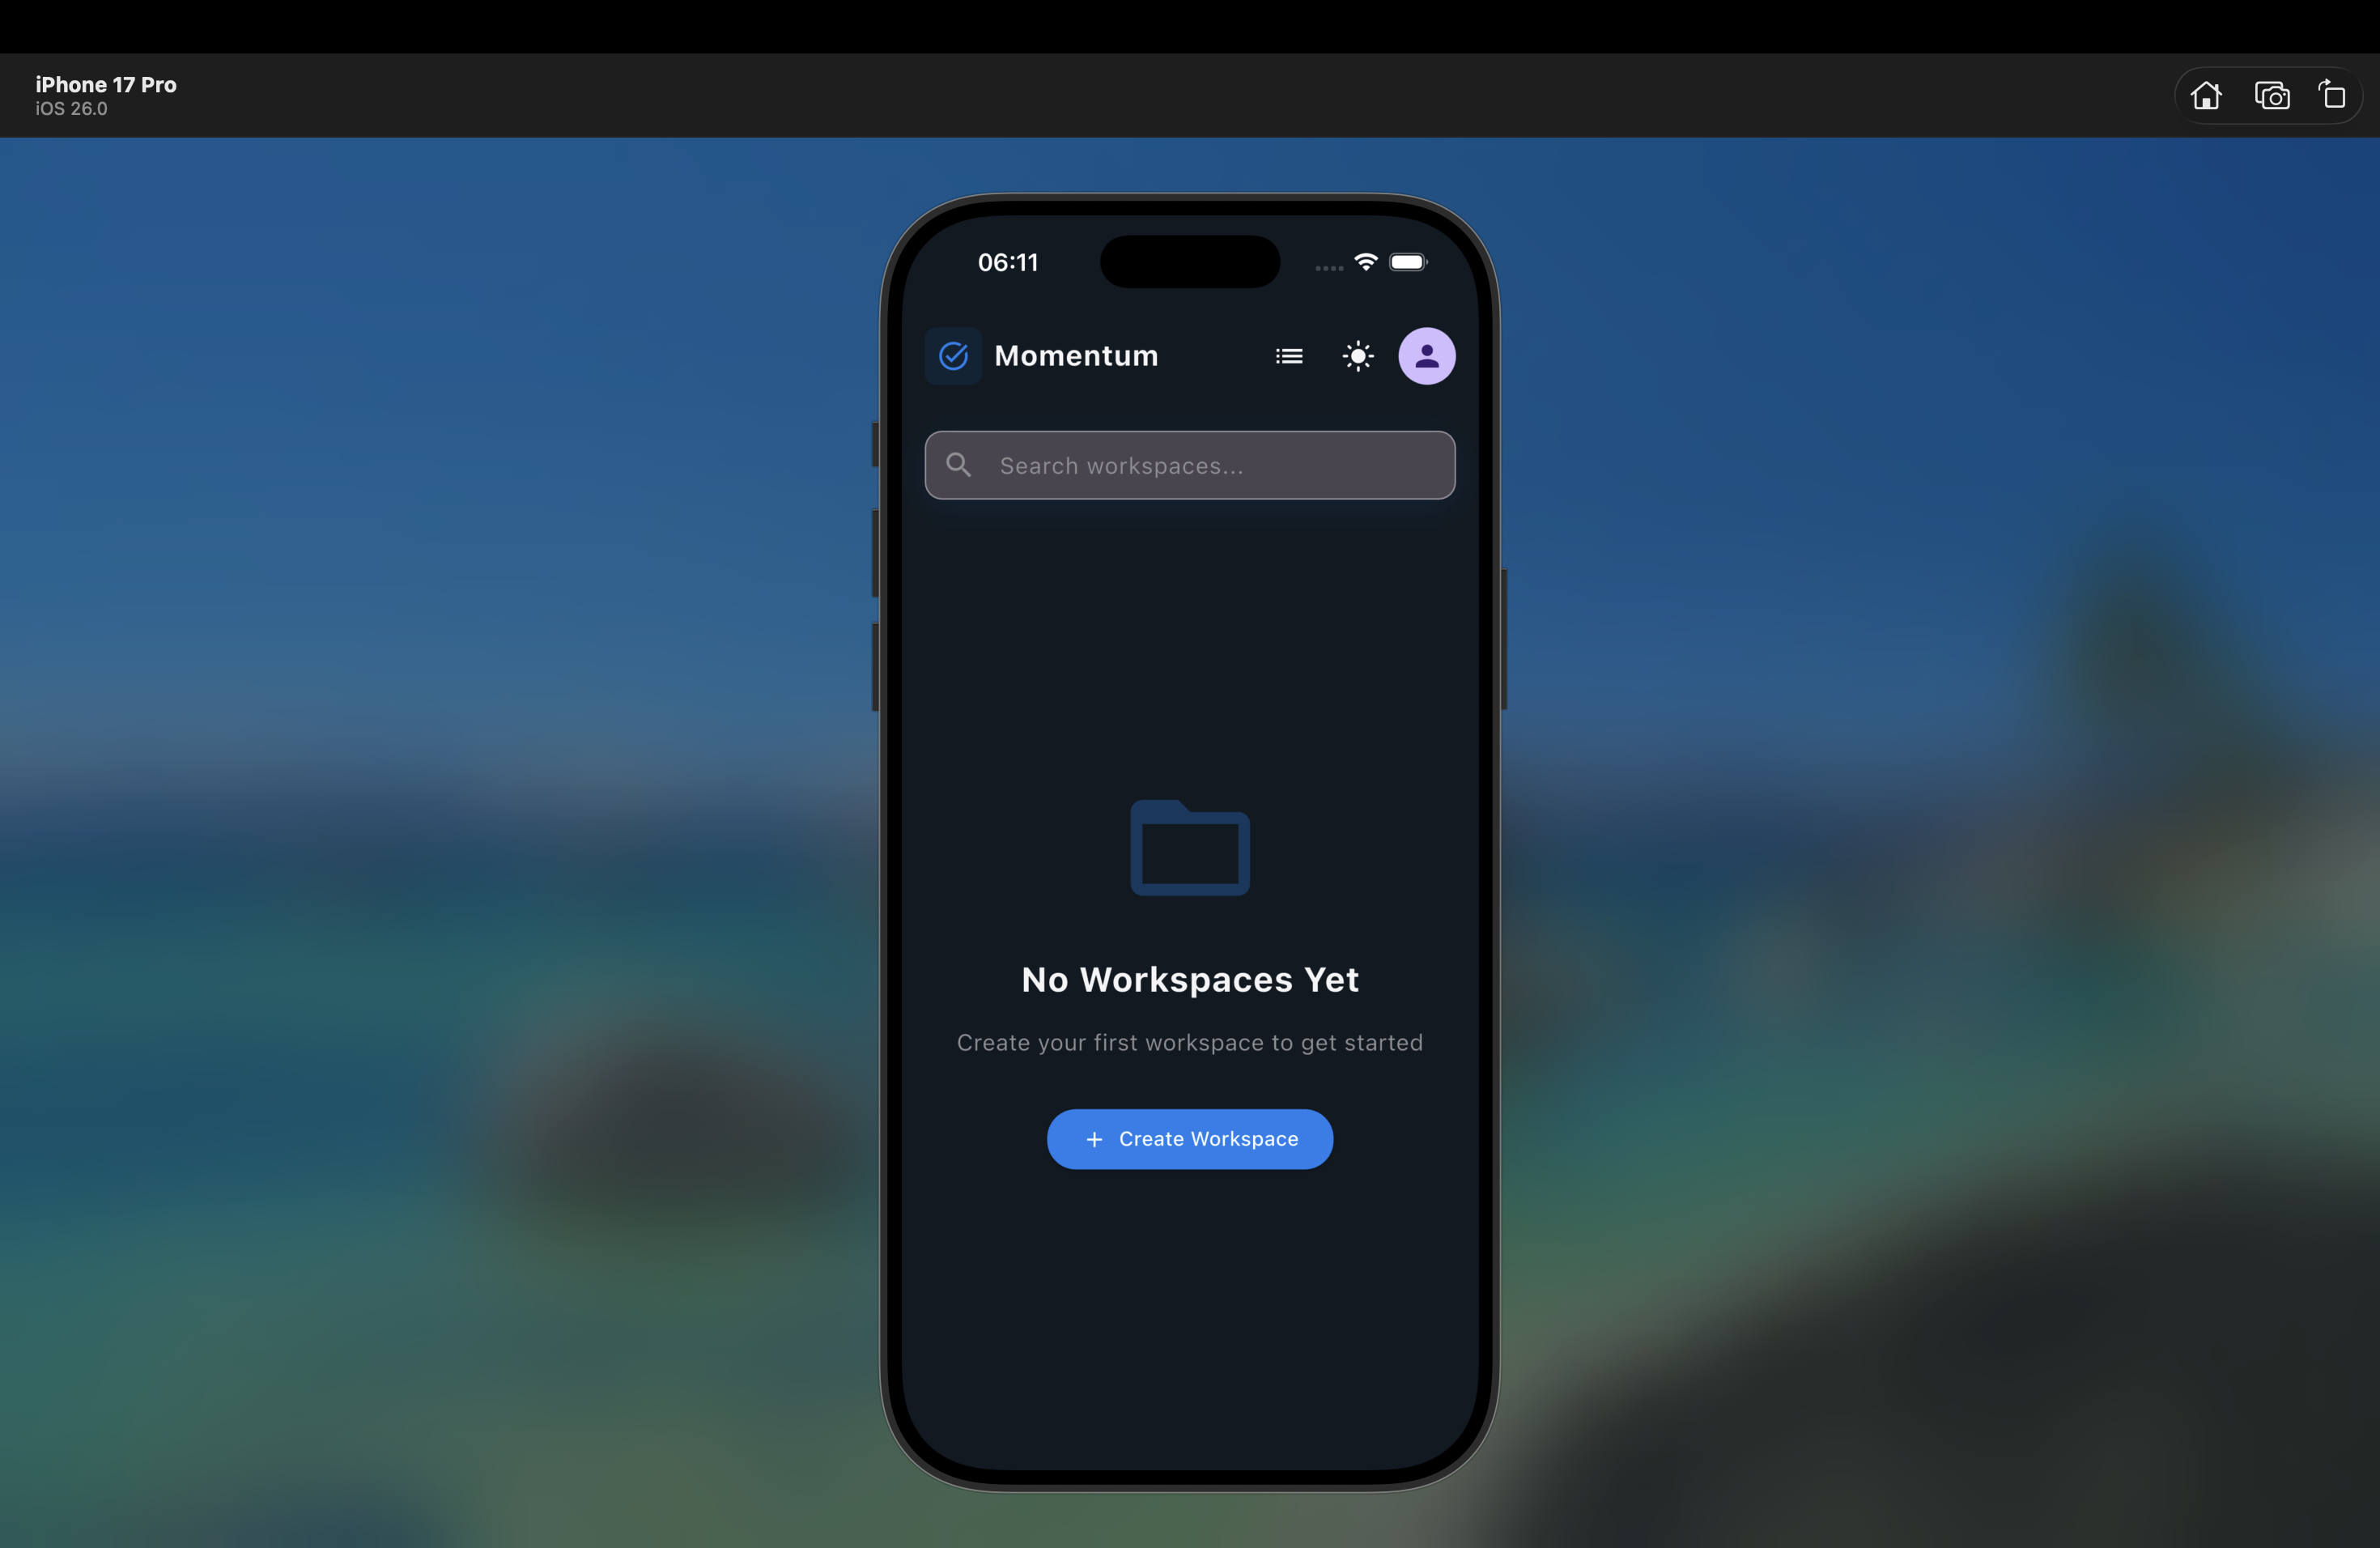 iPhone 17 Pro
iOS 26.0
06:11
Momentum
Search workspaces...
No Workspaces Yet
Create your first workspace to get started
+ Create Workspace